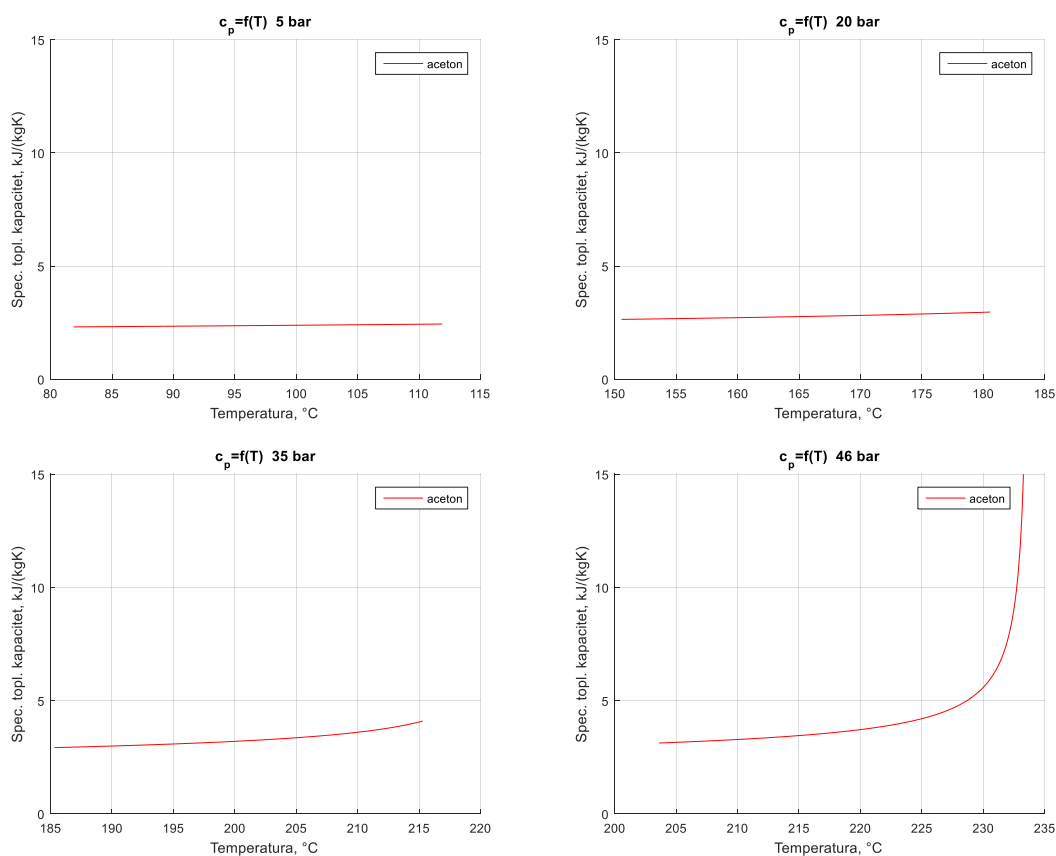 c_p=f(T)  5 bar
aceton
Spec. topl. kapacitet, kJ/(kgK)
15
10
5
0
80 85 90 95 100 105 110 115
Temperatura, °C
c_p=f(T)  20 bar
aceton
Spec. topl. kapacitet, kJ/(kgK)
15
10
5
0
150 155 160 165 170 175 180 185
Temperatura, °C
c_p=f(T)  35 bar
aceton
Spec. topl. kapacitet, kJ/(kgK)
15
10
5
0
185 190 195 200 205 210 215 220
Temperatura, °C
c_p=f(T)  46 bar
aceton
Spec. topl. kapacitet, kJ/(kgK)
15
10
5
0
200 205 210 215 220 225 230 235
Temperatura, °C